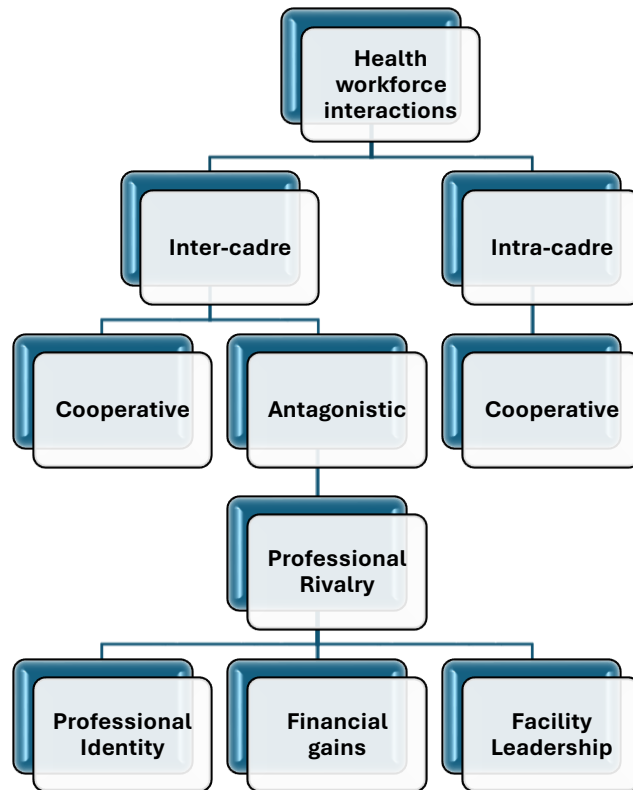 Health
workforce
interactions
Inter-cadre
Intra-cadre
Cooperative
Antagonistic
Cooperative
Professional
Rivalry
Professional
Identity
Financial
gains
Facility
Leadership